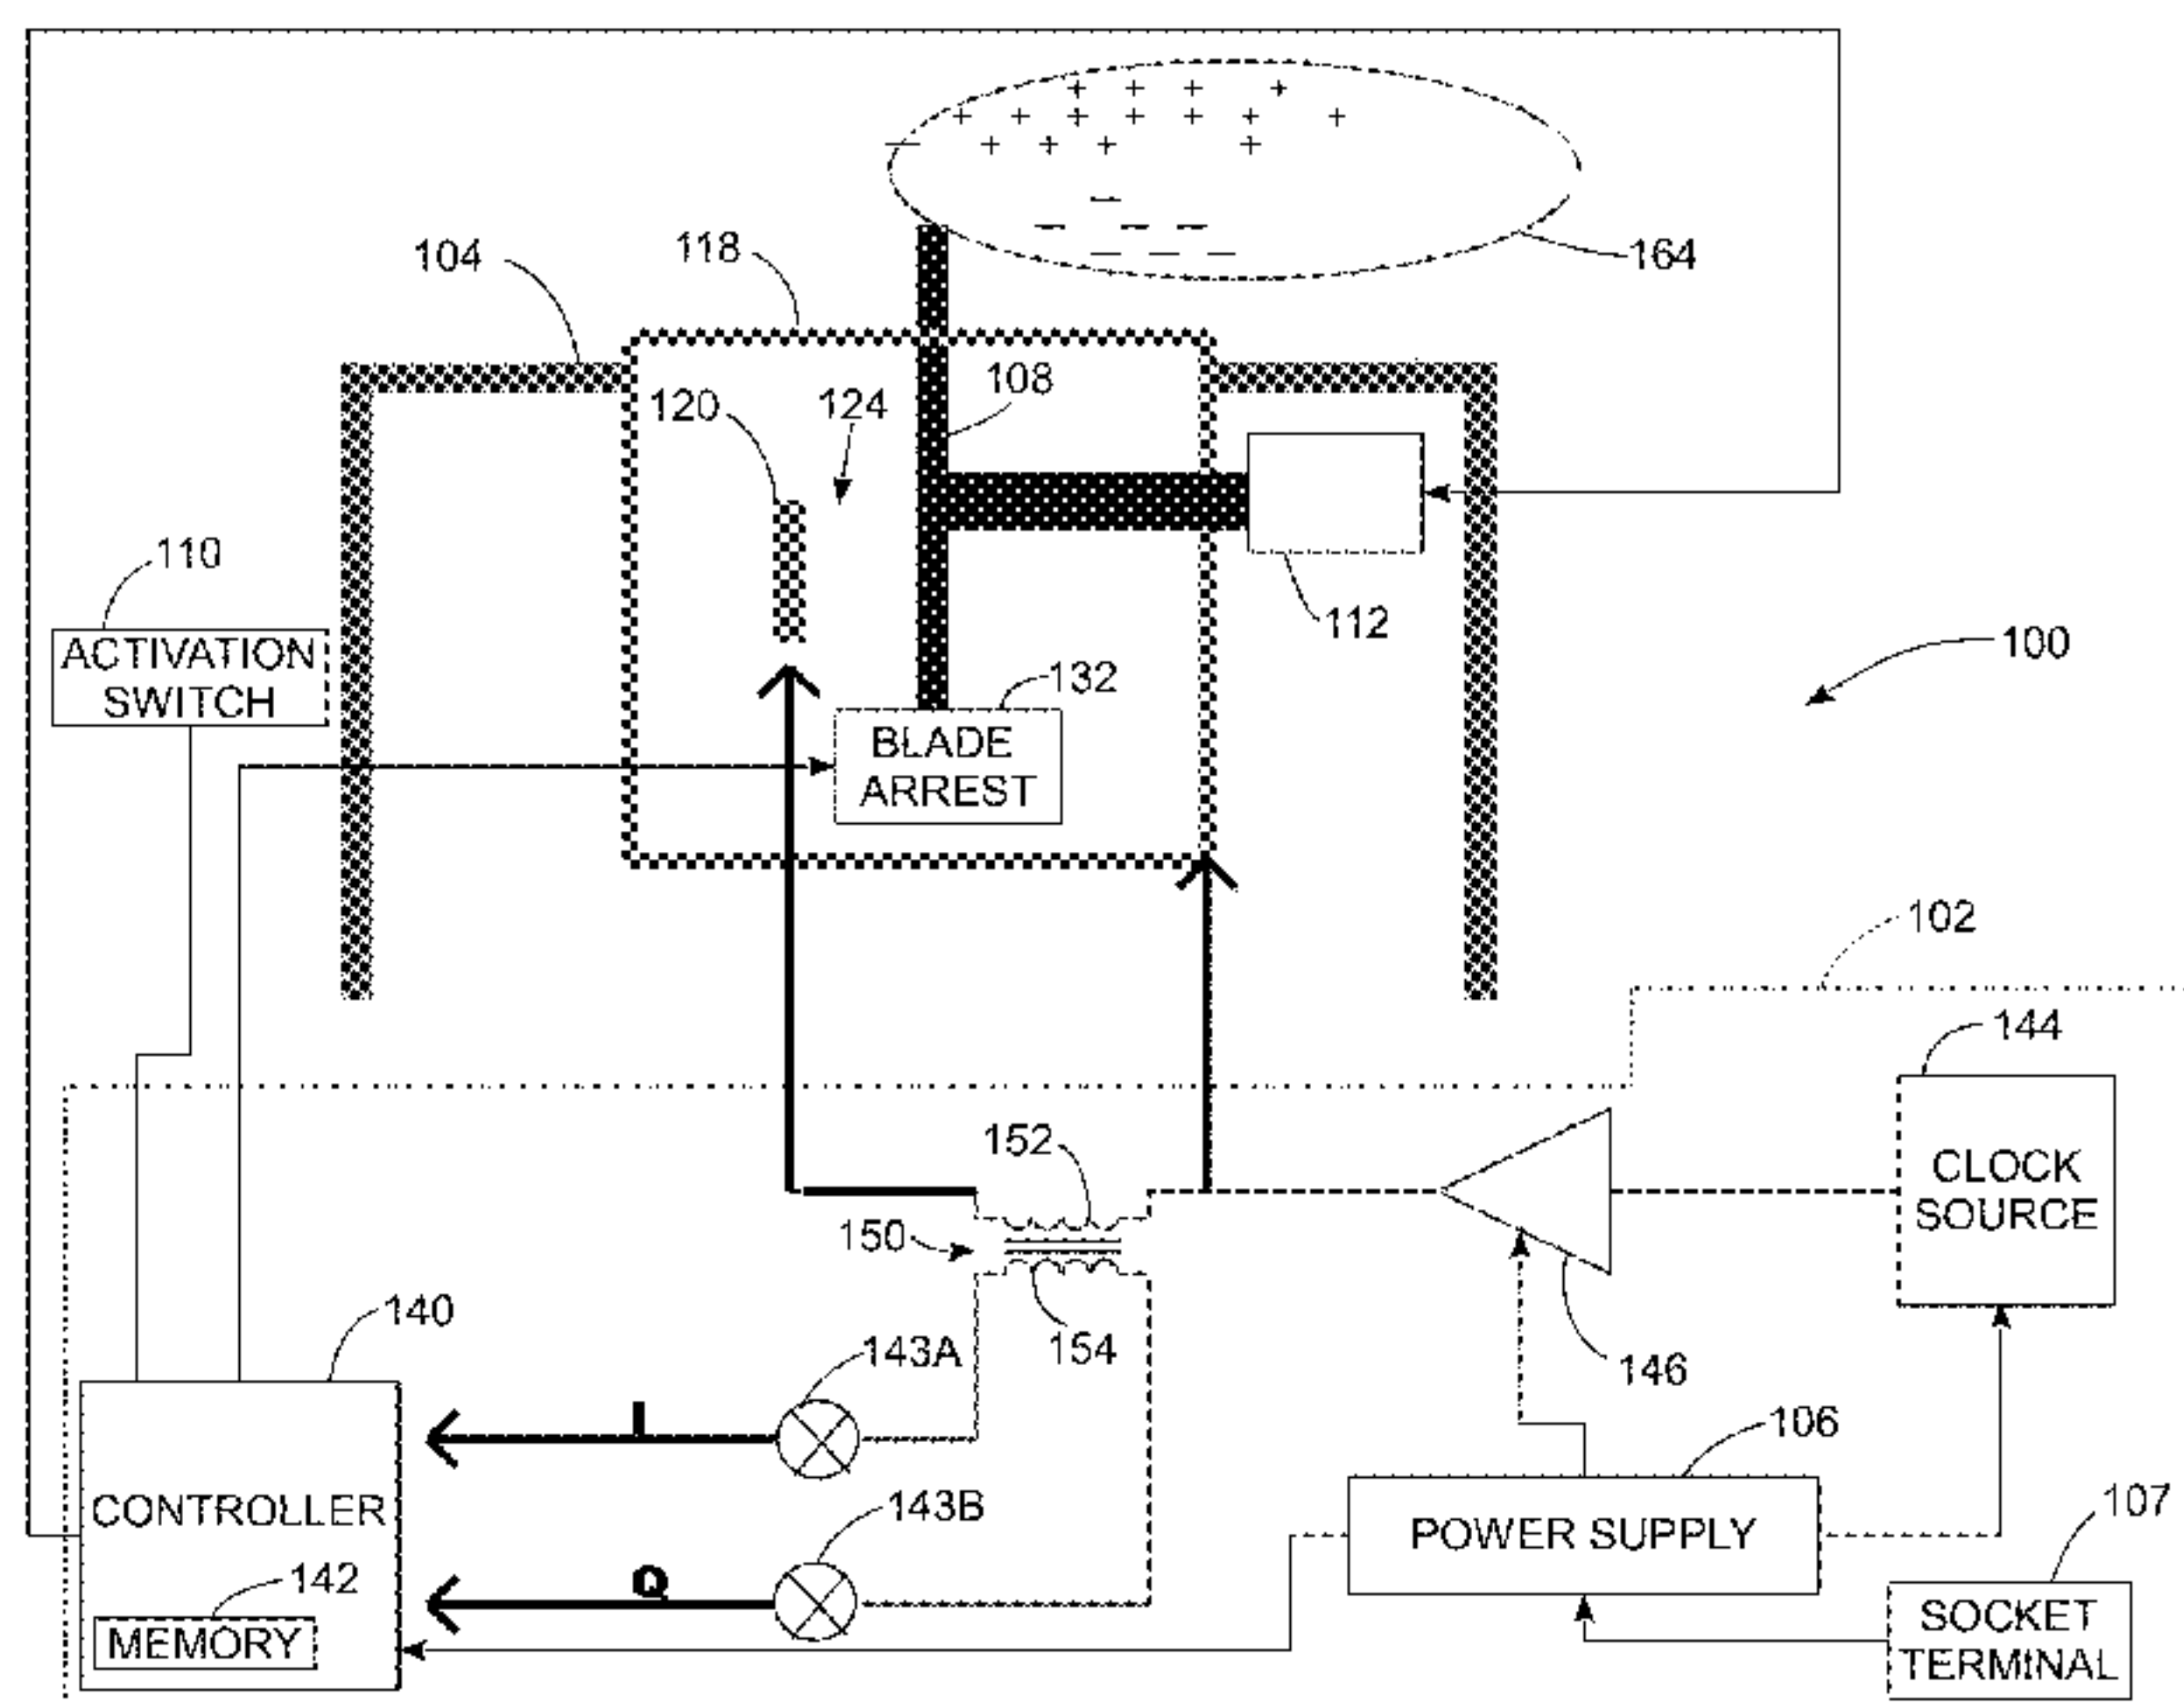 164
118
104
108
120
124
110
ACTIVATION
SWITCH
112
100
132
BLADE
ARREST
102
144
CLOCK
SOURCE
152
150
154
146
140
143A
I
106
CONTROLLER
143B
POWER SUPPLY
107
142
Q
MEMORY
SOCKET
TERMINAL